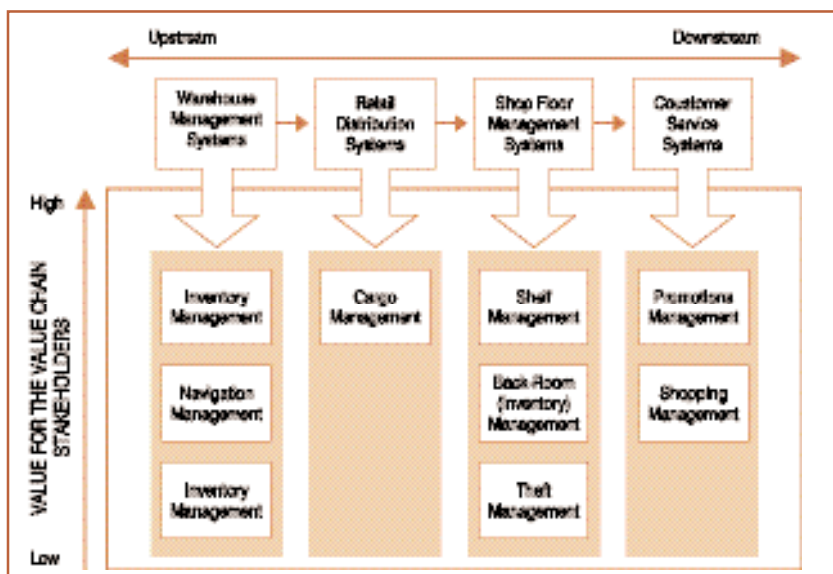 Upstream
Downstream
Warehouse
Management
Systems
Retail
Distribution
Systems
Shop Floor
Management
Systems
Coustomer
Service
Systems
High
VALUE FOR THE VALUE CHAIN
STAKEHOLDERS
Low
Inventory
Management
Cargo
Management
Shelf
Management
Promotions
Management
Navigation
Management
Back-Room
(Inventory)
Management
Shopping
Management
Inventory
Management
Theft
Management